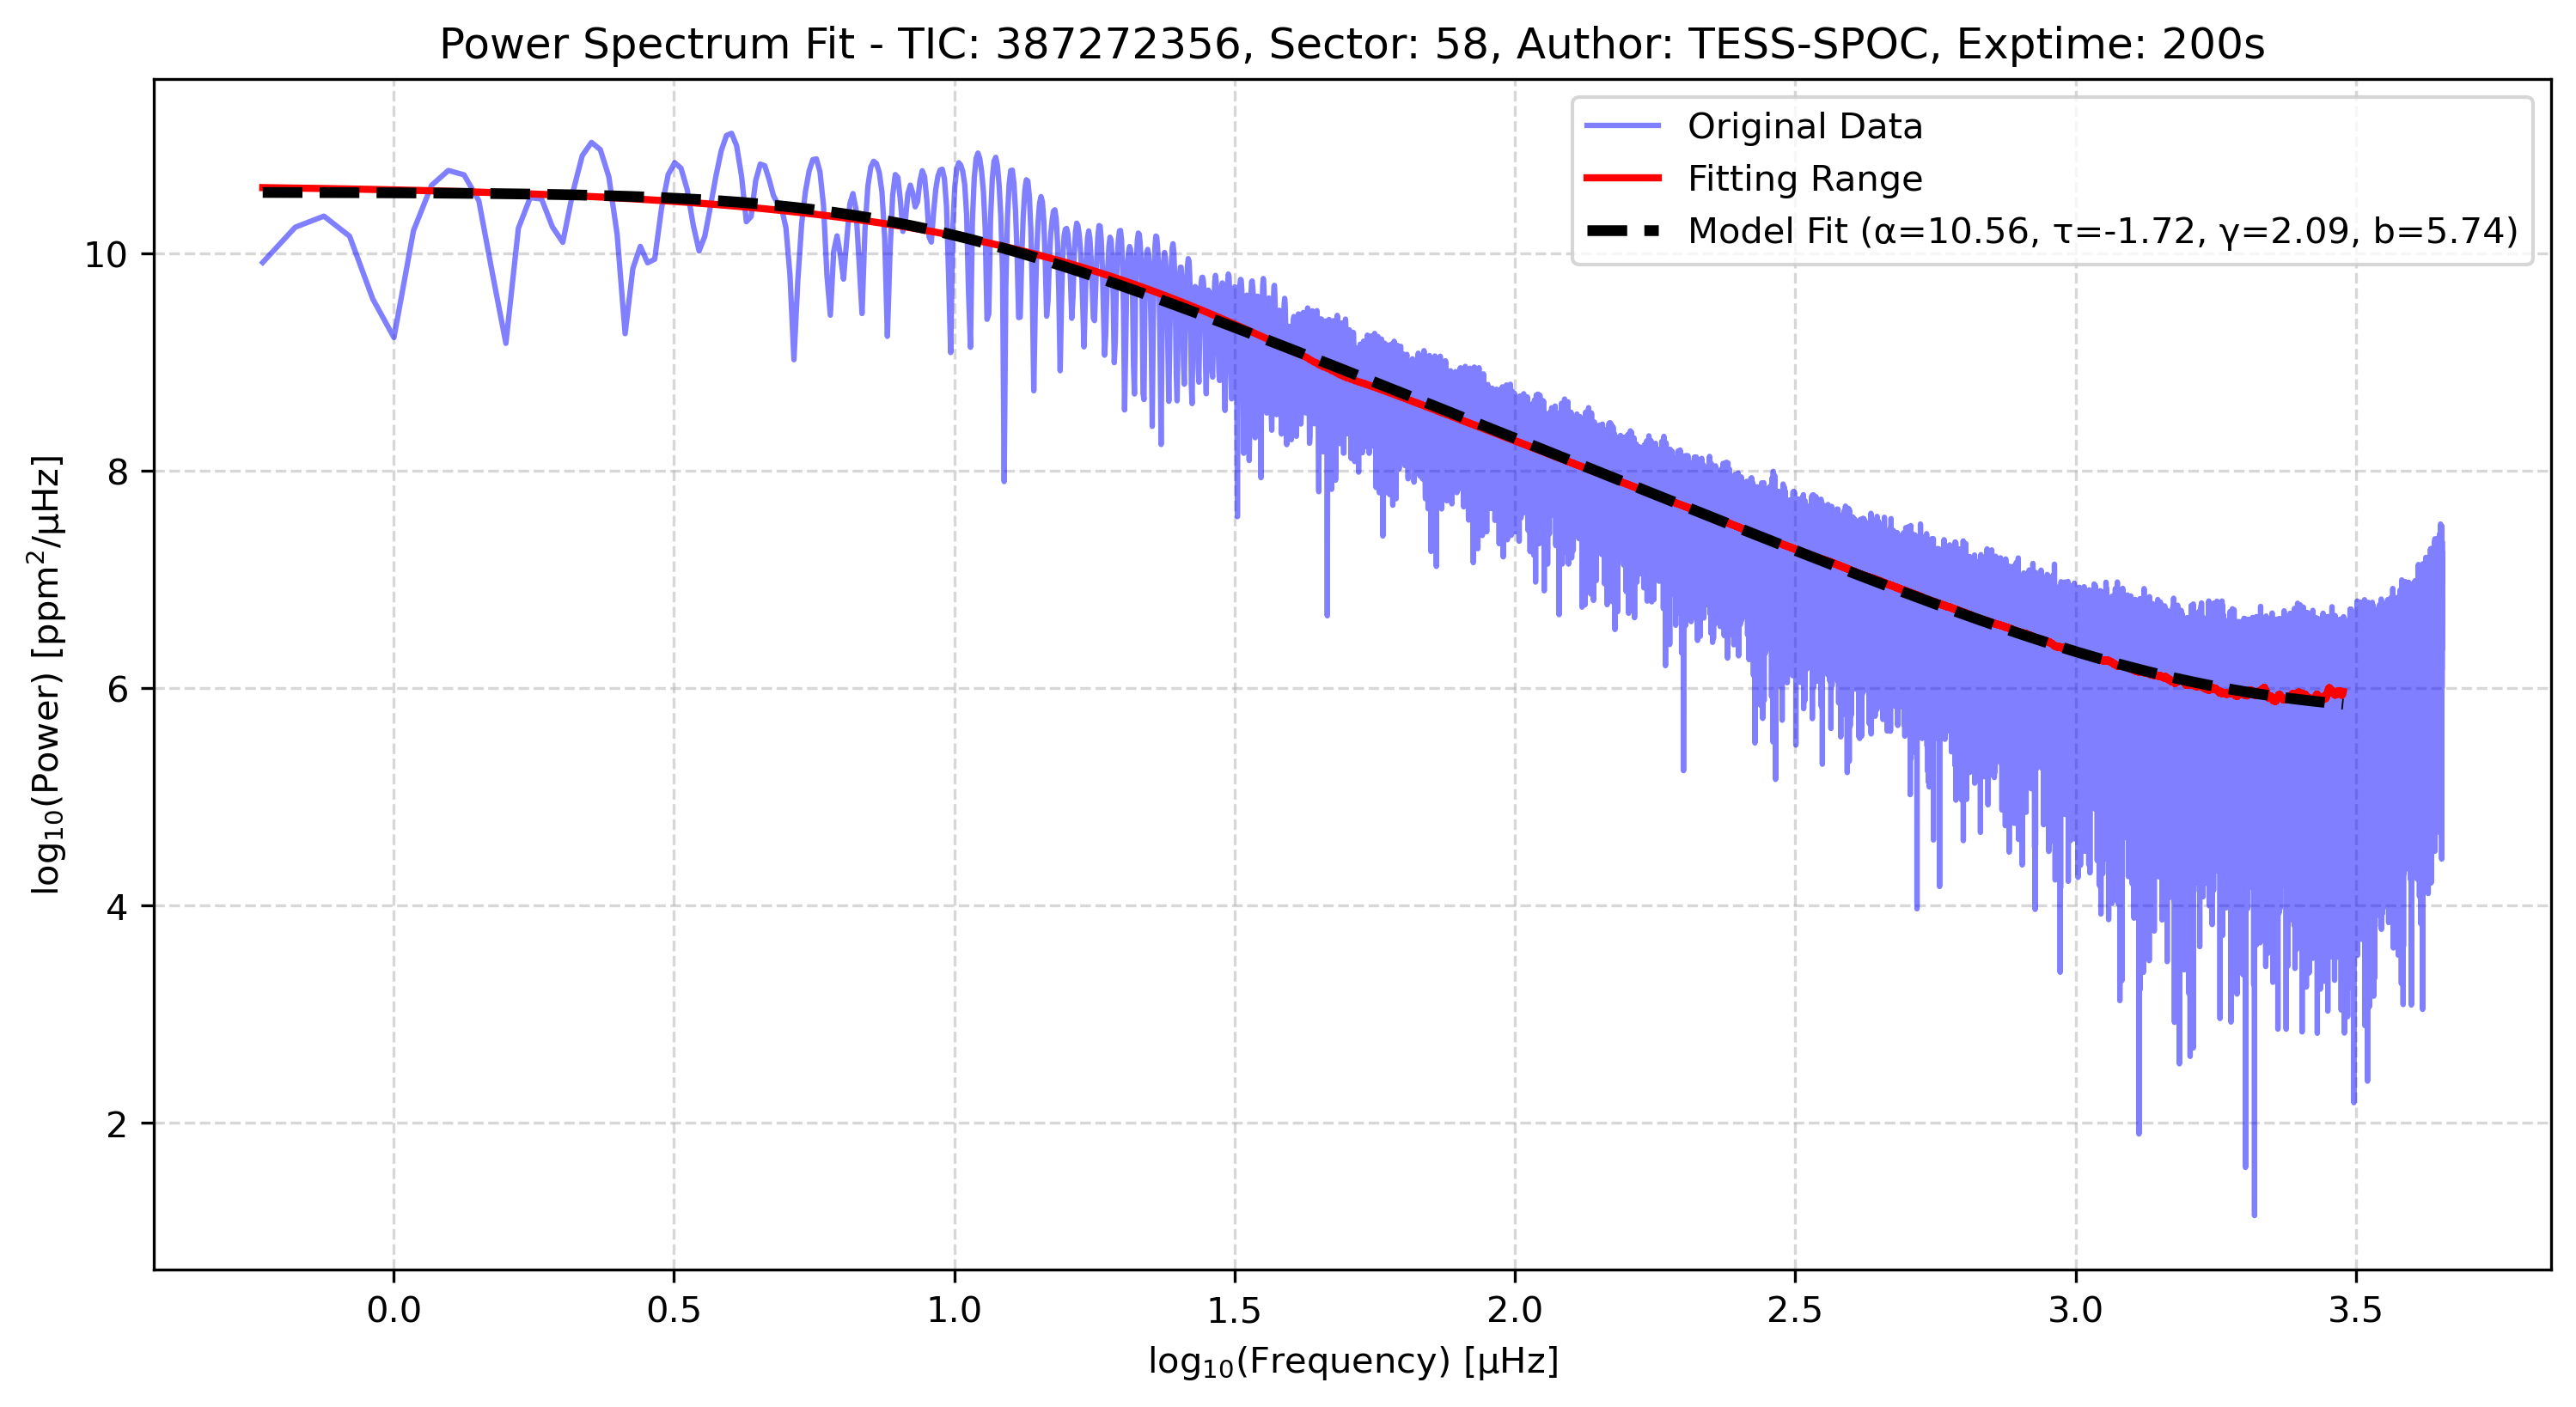 Power Spectrum Fit - TIC: 387272356, Sector: 58, Author: TESS-SPOC, Exptime: 200s
Original Data
Fitting Range
Model Fit (α=10.56, τ=-1.72, γ=2.09, b=5.74)
log₁₀(Power) [ppm²/μHz]
10
8
6
4
2
0.0 0.5 1.0 1.5 2.0 2.5 3.0 3.5
log₁₀(Frequency) [μHz]